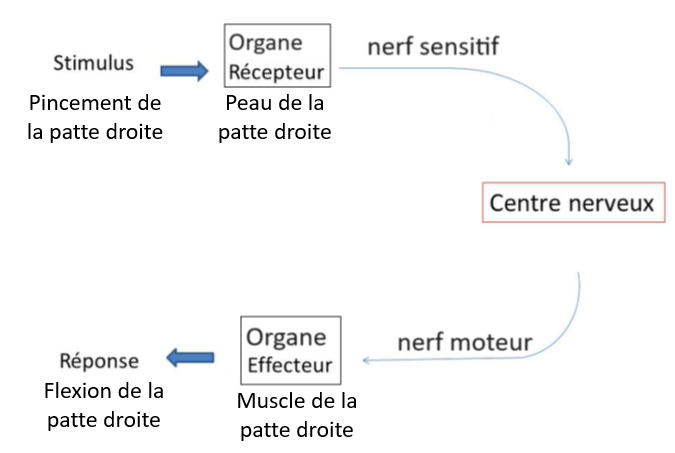 Stimulus
Pincement de
la patte droite
Organe
Récepteur
Peau de la
patte droite
nerf sensitif
Centre nerveux
nerf moteur
Organe
Effecteur
Muscle de la
patte droite
Réponse
Flexion de la
patte droite